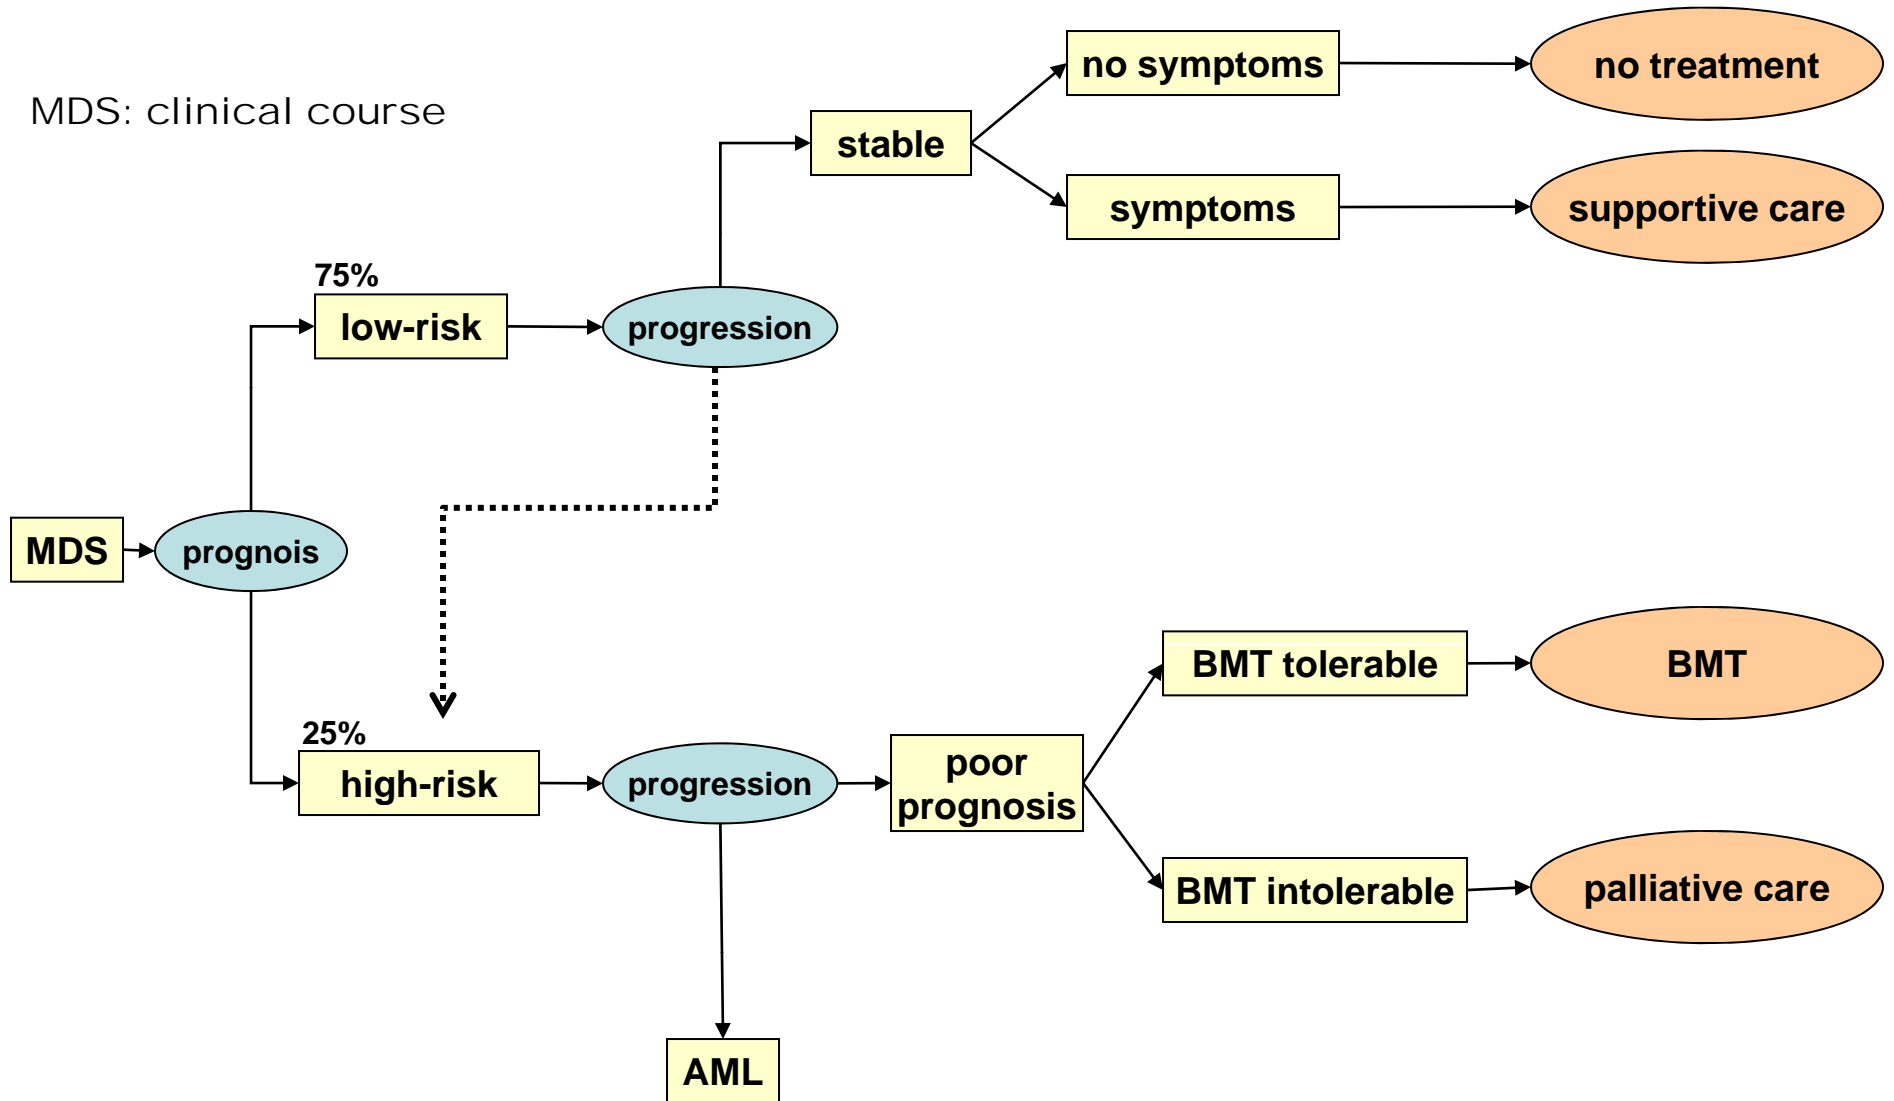 MDS: clinical course
no symptoms
no treatment
stable
symptoms
supportive care
75%
low-risk
progression
MDS
prognois
25%
high-risk
progression
poor
prognosis
BMT tolerable
BMT
BMT intolerable
palliative care
AML